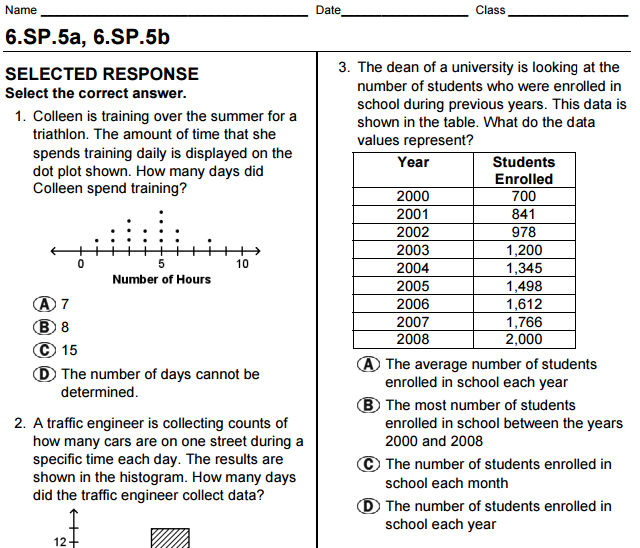 Name Date Class
6.SP.5a, 6.SP.5b
SELECTED RESPONSE
Select the correct answer.
1. Colleen is training over the summer for a
triathlon. The amount of time that she
spends training daily is displayed on the
dot plot shown. How many days did
Colleen spend training?
0 5 10
Number of Hours
A 7
B 8
C 15
D The number of days cannot be
determined.
2. A traffic engineer is collecting counts of
how many cars are on one street during a
specific time each day. The results are
shown in the histogram. How many days
did the traffic engineer collect data?
12
3. The dean of a university is looking at the
number of students who were enrolled in
school during previous years. This data is
shown in the table. What do the data
values represent?
Year Students
Enrolled
2000 700
2001 841
2002 978
2003 1,200
2004 1,345
2005 1,498
2006 1,612
2007 1,766
2008 2,000
A The average number of students
enrolled in school each year
B The most number of students
enrolled in school between the years
2000 and 2008
C The number of students enrolled in
school each month
D The number of students enrolled in
school each year